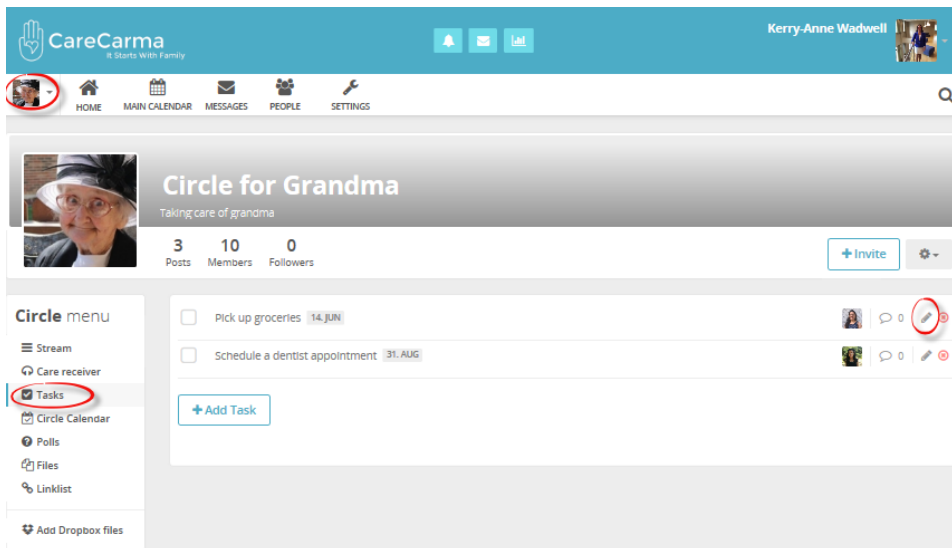 CareCarma
It Starts With Family
Kerry-Anne Wadwell
HOME MAIN CALENDAR MESSAGES PEOPLE SETTINGS
Circle for Grandma
Taking care of grandma
3 10 0
Posts Members Followers
+ Invite
Circle menu
Stream
Care receiver
Tasks
Circle Calendar
Polls
Files
Linklist
Add Dropbox files
Pick up groceries 14. JUN 0
Schedule a dentist appointment 31. AUG 0
+ Add Task